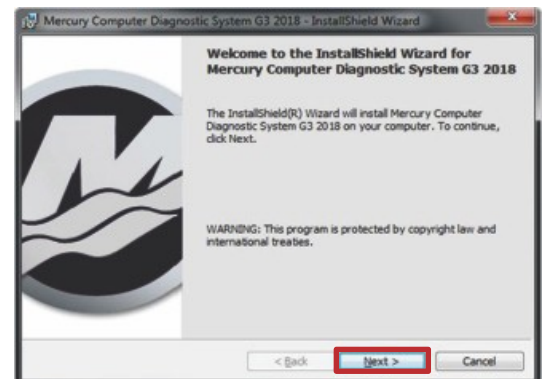 Mercury Computer Diagnostic System G3 2018 - InstallShield Wizard
Welcome to the InstallShield Wizard for
Mercury Computer Diagnostic System G3 2018
The InstallShield(R) Wizard will install Mercury Computer
Diagnostic System G3 2018 on your computer. To continue,
click Next.
WARNING: This program is protected by copyright law and
international treaties.
< Back Next > Cancel